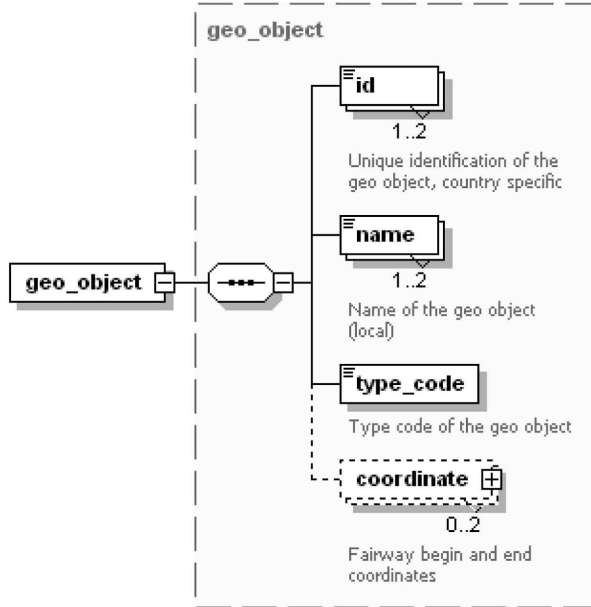 geo_object
id
1..2
Unique identification of the
geo object, country specific
name
1..2
Name of the geo object
(local)
geo_object
type_code
Type code of the geo object
coordinate
0..2
Fairway begin and end
coordinates